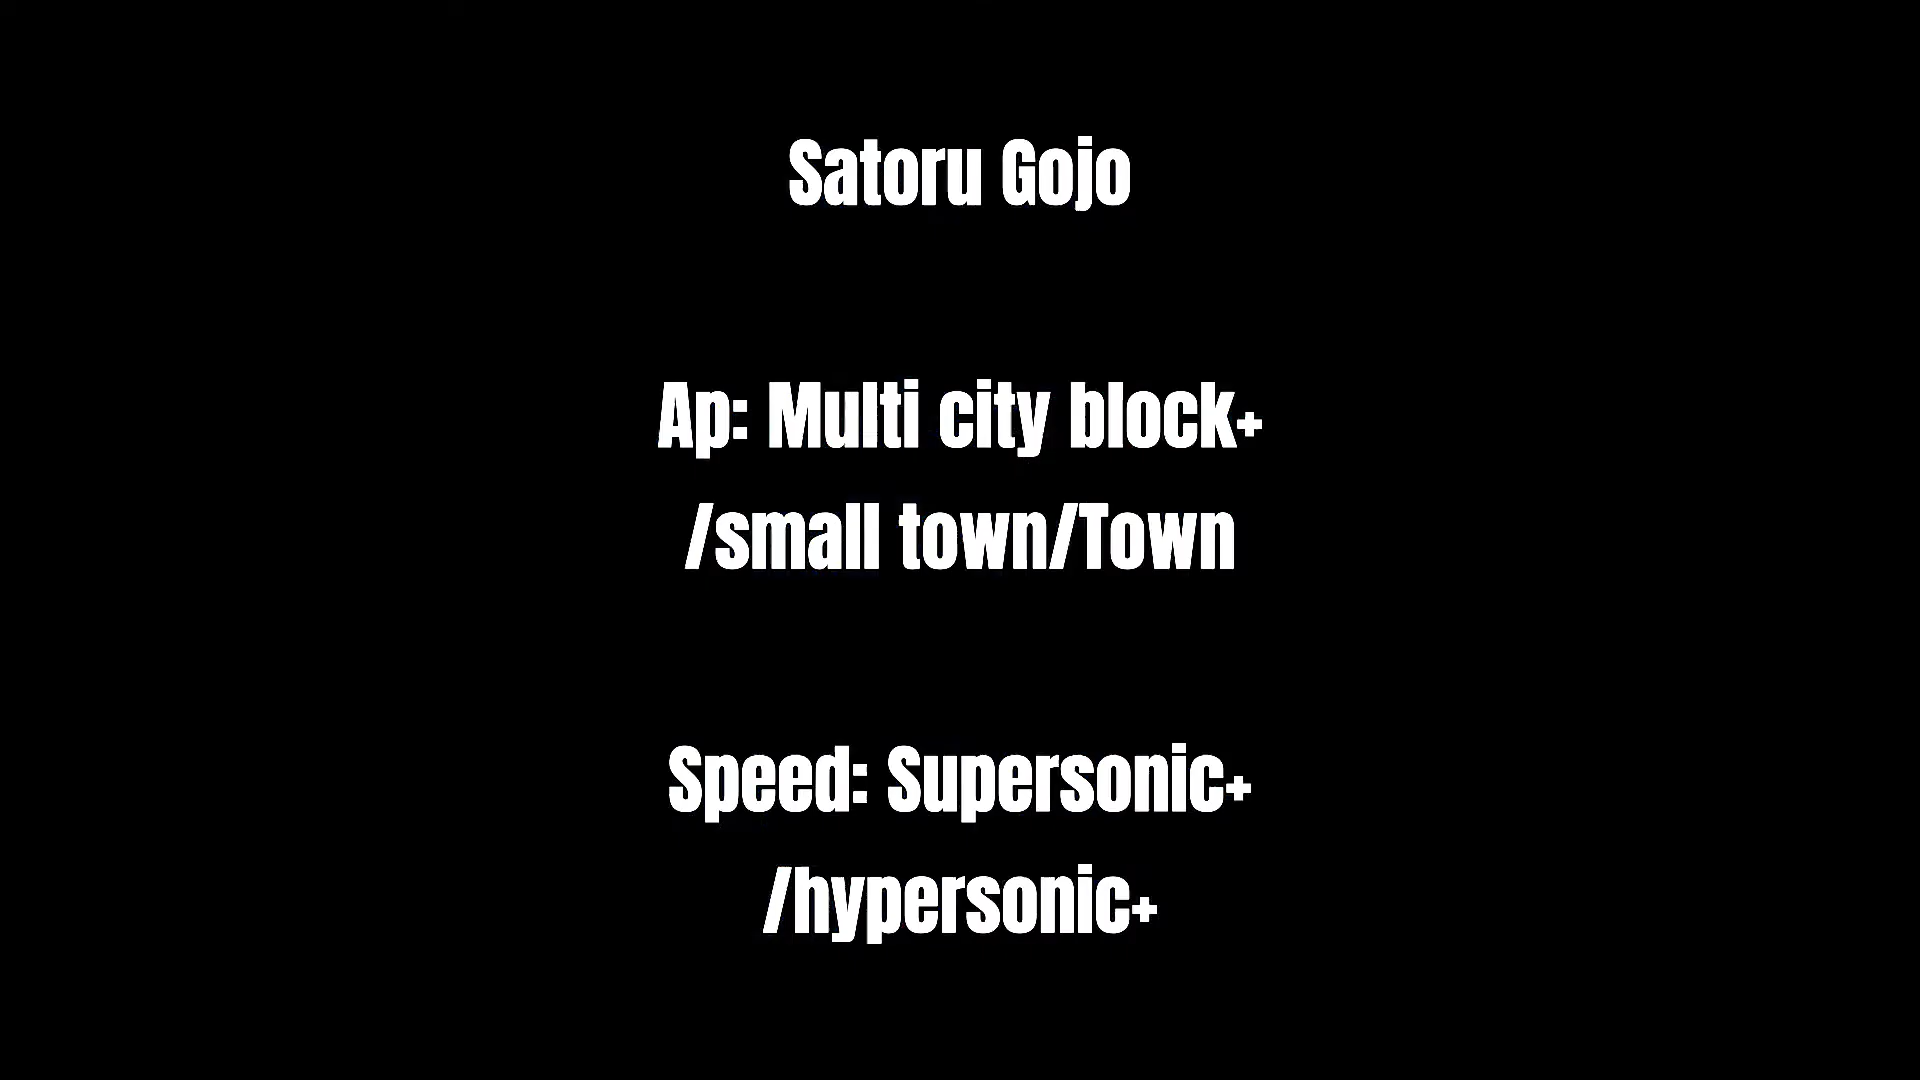 Satoru Gojo
Ap: Multi city block+
/small town/Town
Speed: Supersonic+
/hypersonic+